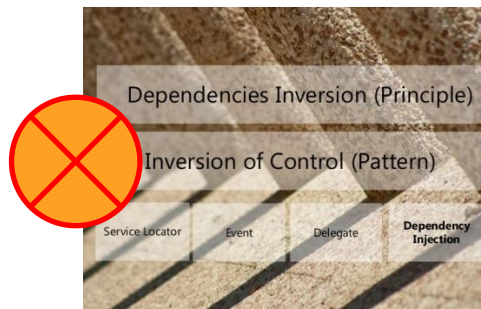 Dependencies Inversion (Principle)
Inversion of Control (Pattern)
Service Locator
Event
Delegate
Dependency
Injection